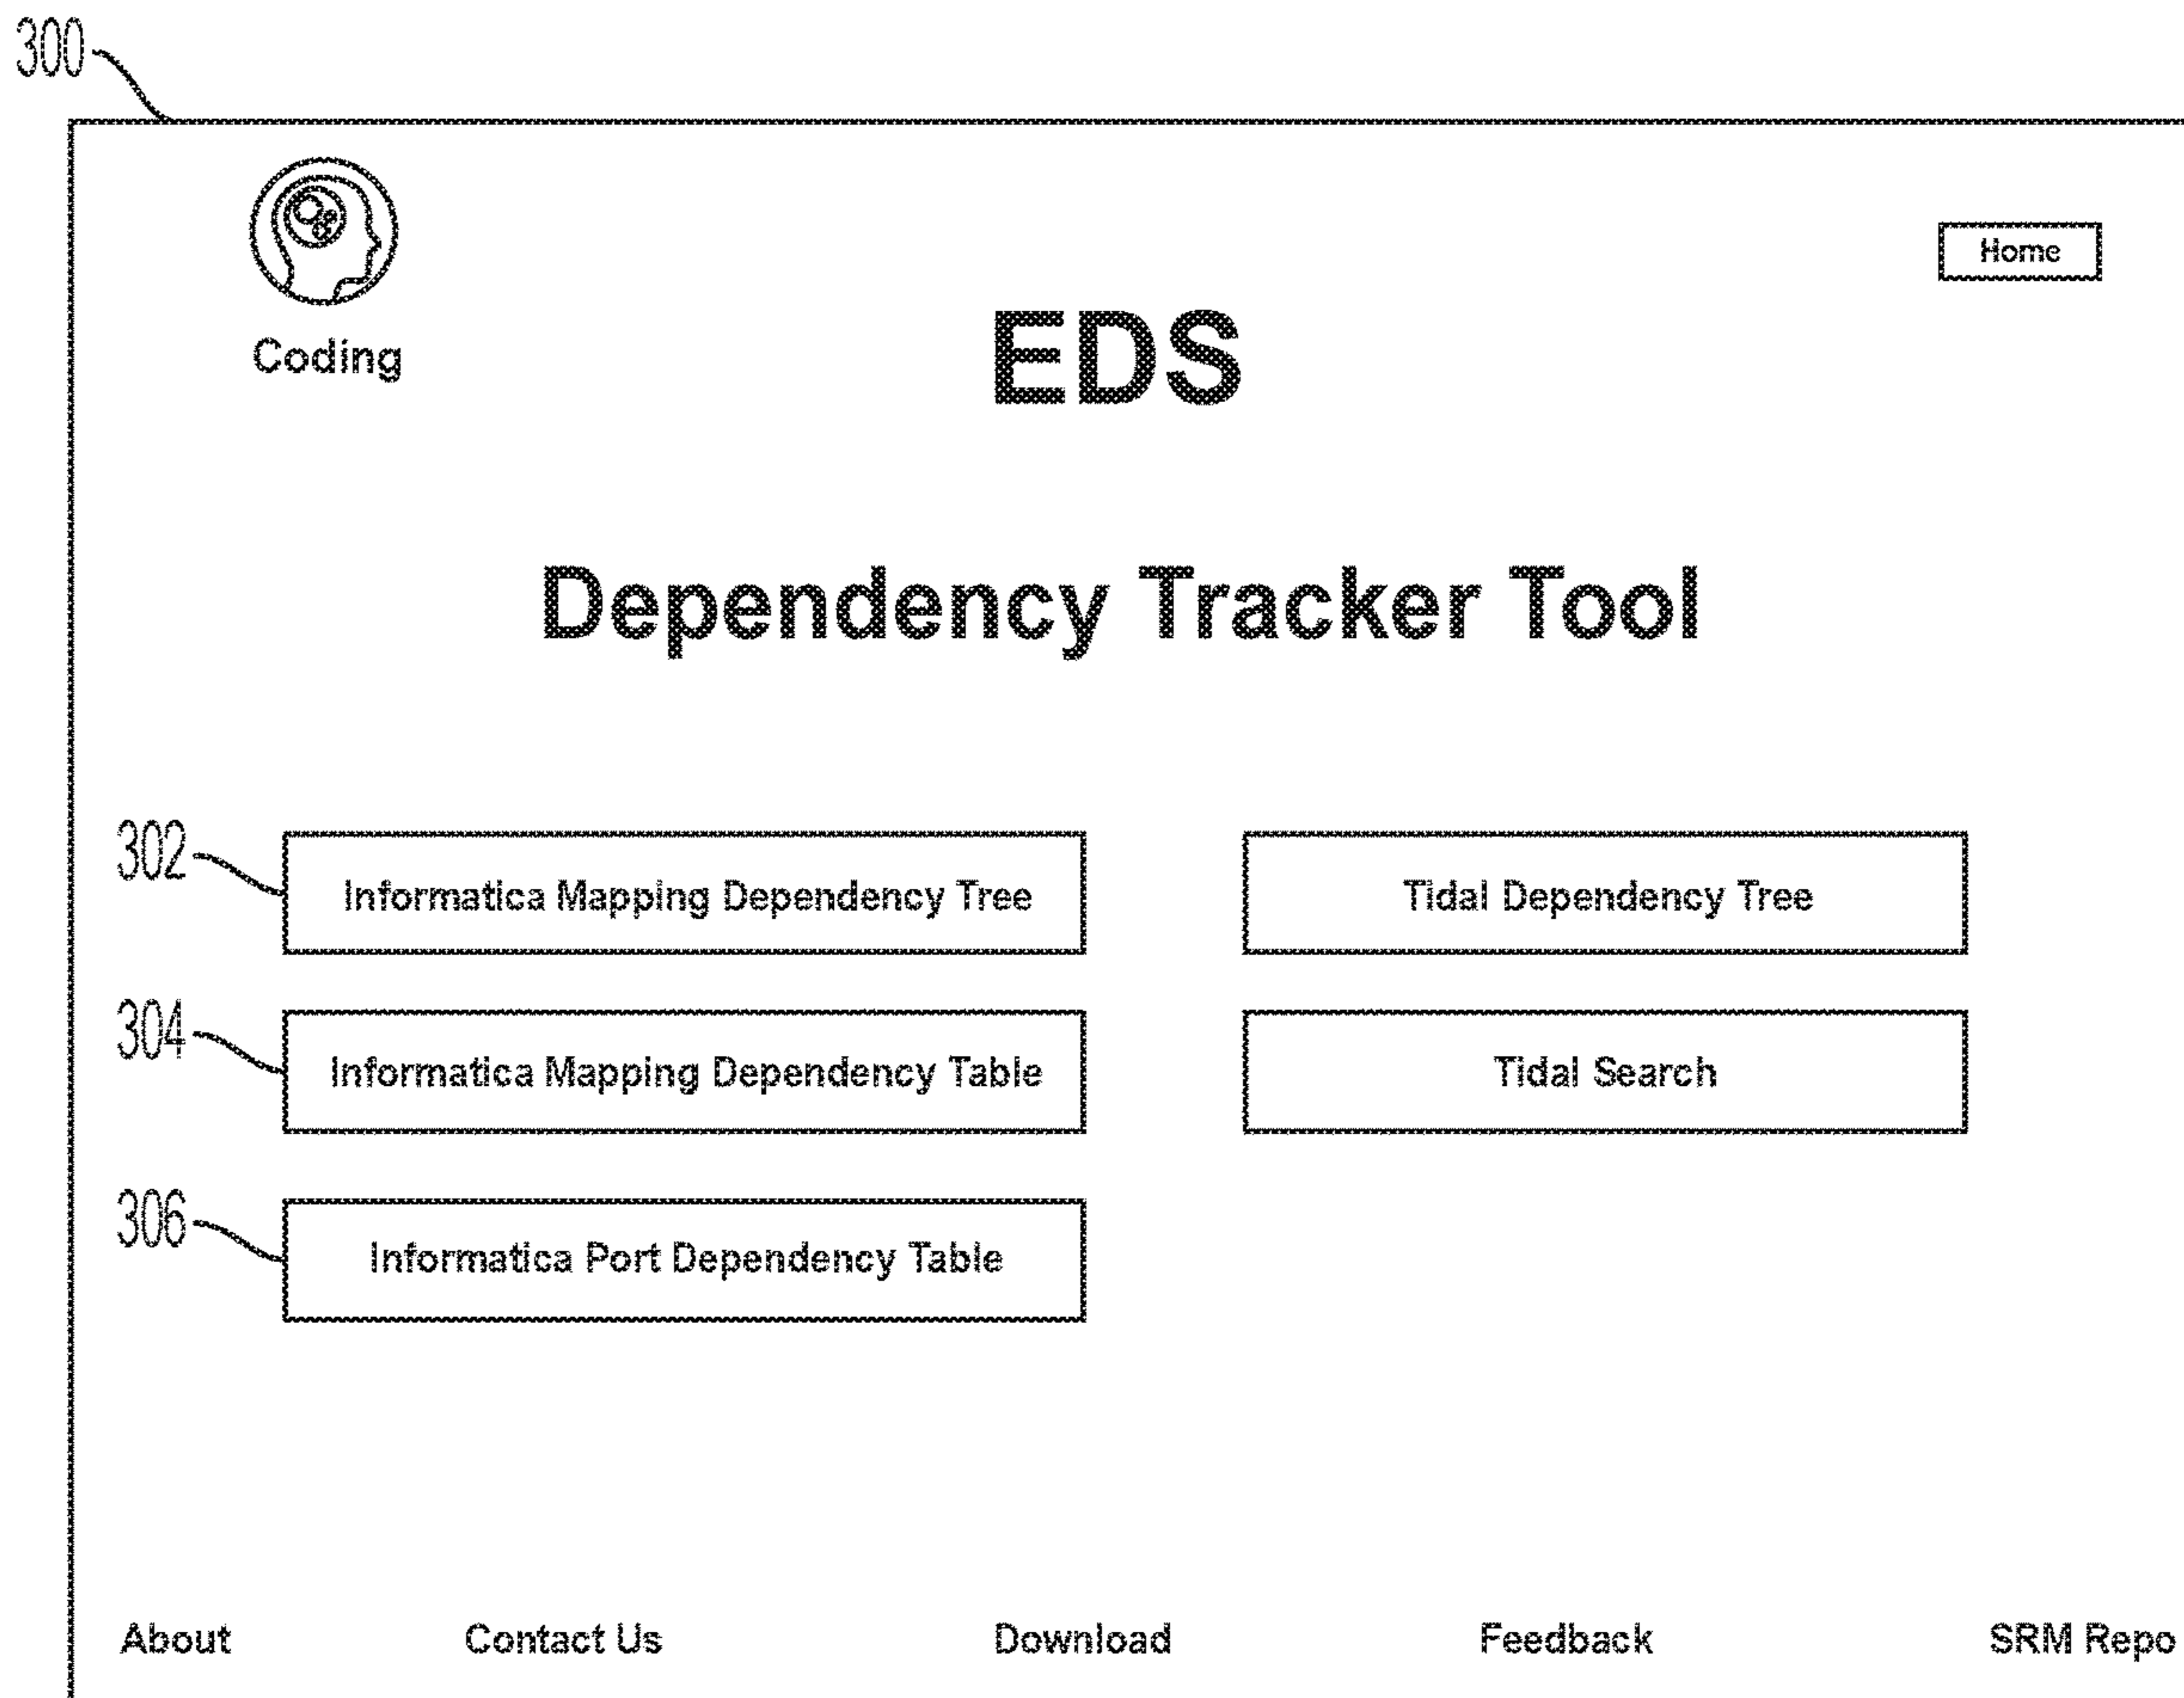 300
Home
Coding
EDS
Dependency Tracker Tool
302
Informatica Mapping Dependency Tree
Tidal Dependency Tree
304
Informatica Mapping Dependency Table
Tidal Search
306
Informatica Port Dependency Table
About
Contact Us
Download
Feedback
SRM Repo